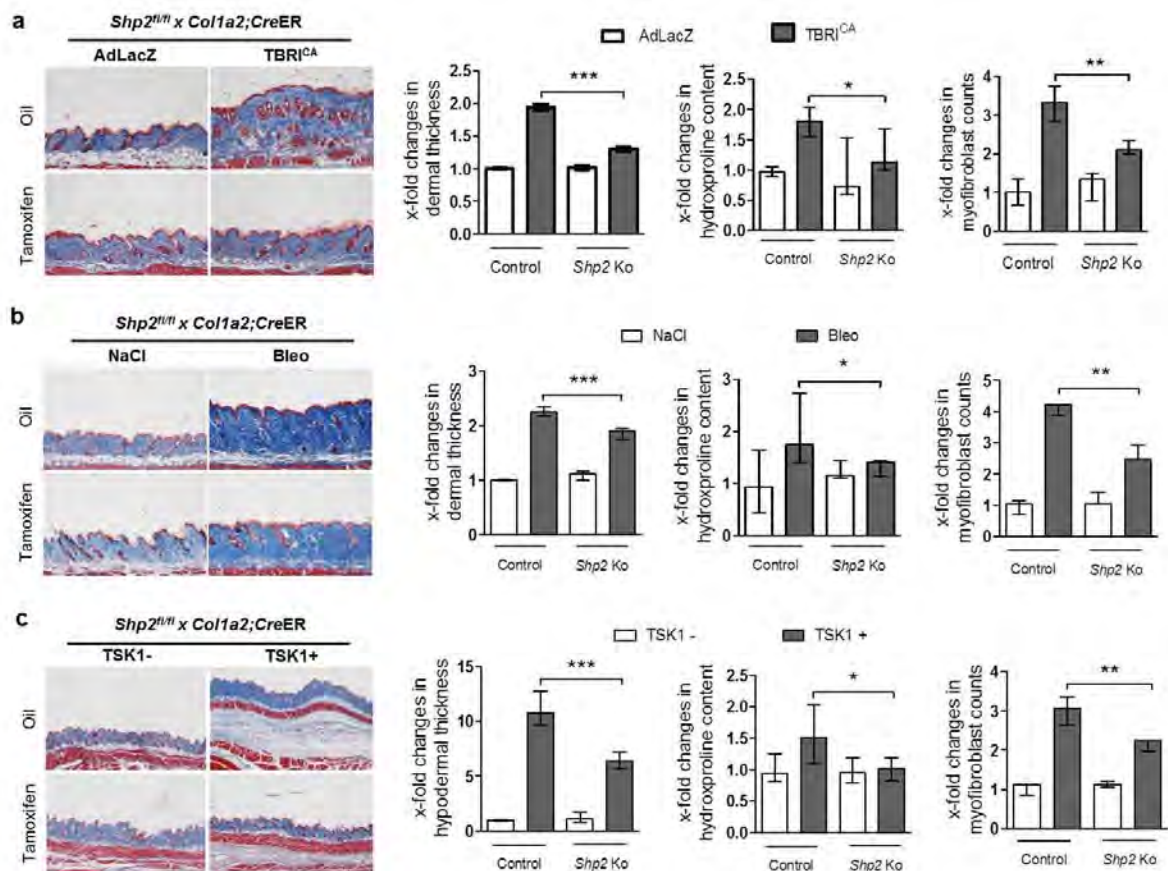 a
Shp2fl/fl x Col1a2;CreER
AdLacZ TBRICA
Oil
Tamoxifen
AdLacZ TBRICA
x-fold changes in
dermal thickness
2.5
2.0
1.5
1.0
0.5
0.0
***
Control Shp2 Ko
x-fold changes in
hydroxproline content
2.5
2.0
1.5
1.0
0.5
0.0
*
Control Shp2 Ko
x-fold changes in
myofibroblast counts
4
3
2
1
0
**
Control Shp2 Ko
b
Shp2fl/fl x Col1a2;CreER
NaCl Bleo
Oil
Tamoxifen
NaCl Bleo
x-fold changes in
dermal thickness
3
2
1
0
***
Control Shp2 Ko
x-fold changes in
hydroxproline content
3
2
1
0
*
Control Shp2 Ko
x-fold changes in
myofibroblast counts
5
4
3
2
1
0
**
Control Shp2 Ko
c
Shp2fl/fl x Col1a2;CreER
TSK1- TSK1+
Oil
Tamoxifen
TSK1 - TSK1 +
x-fold changes in
hypodermal thickness
15
10
5
0
***
Control Shp2 Ko
x-fold changes in
hydroxproline content
2.5
2.0
1.5
1.0
0.5
0.0
*
Control Shp2 Ko
x-fold changes in
myofibroblast counts
4
3
2
1
0
**
Control Shp2 Ko